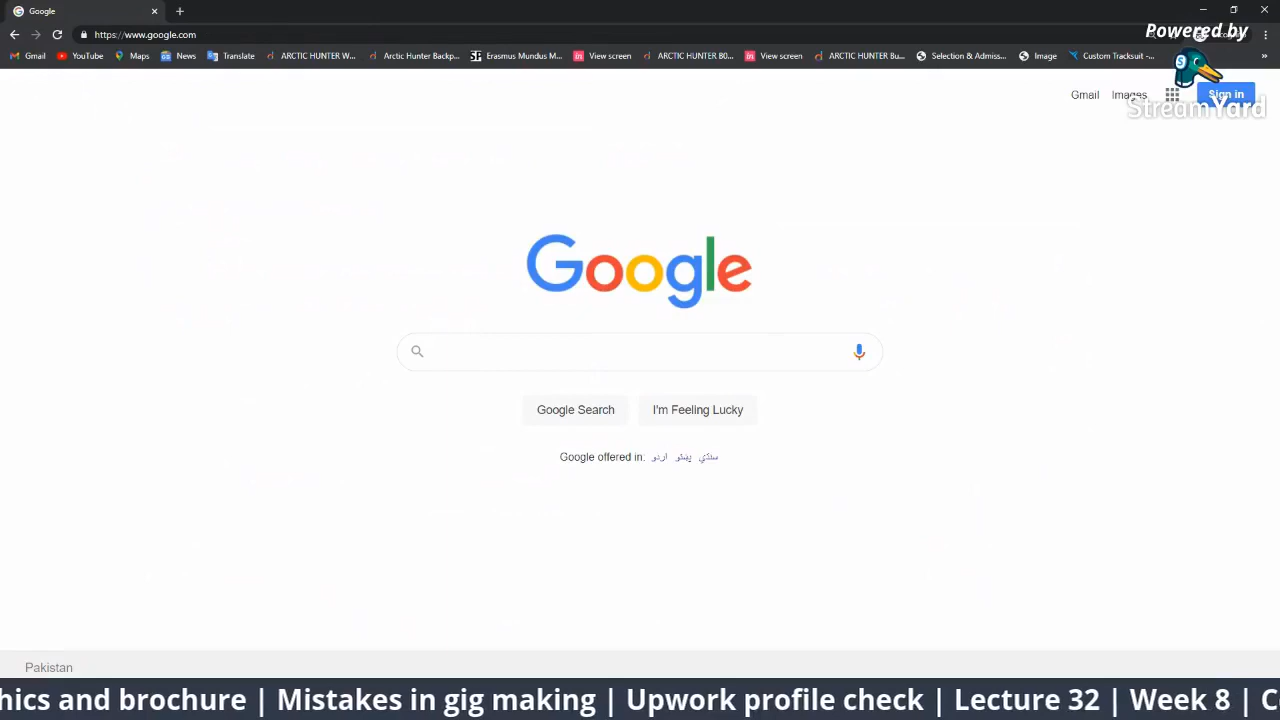 Google
https://www.google.com
Powered by
Gmail YouTube Maps News Translate ARCTIC HUNTER W... Arctic Hunter Backp... Erasmus Mundus M... View screen ARCTIC HUNTER 80... View screen ARCTIC HUNTER Bu... Selection & Admiss... Image Custom Tracksuit -... »
Gmail Images Sign in
StreamYard
Google
Google Search I'm Feeling Lucky
Google offered in: اردو پښتو سنڌي
Pakistan
hics and brochure | Mistakes in gig making | Upwork profile check | Lecture 32 | Week 8 | C